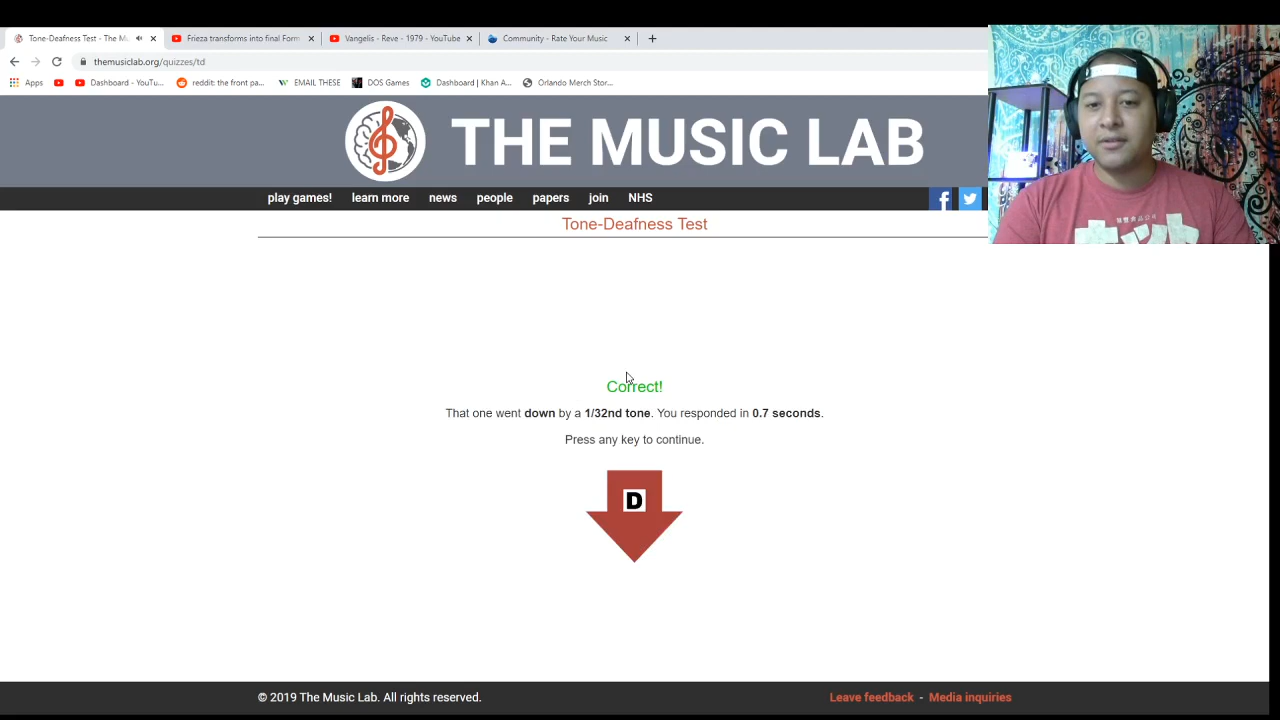 Tone-Deafness Test - The M
Frieza transforms into final Form
Vangelis - Reve - 1979 - YouTube
Community - Rate Your Music
themusiclab.org/quizzes/td
Apps
Dashboard - YouTu...
reddit: the front pa...
EMAIL THESE
DOS Games
Dashboard | Khan A...
Orlando Merch Stor...
THE MUSIC LAB
play games! learn more news people papers join NHS
Tone-Deafness Test
Correct!
That one went down by a 1/32nd tone. You responded in 0.7 seconds.
Press any key to continue.
D
© 2019 The Music Lab. All rights reserved.
Leave feedback - Media inquiries